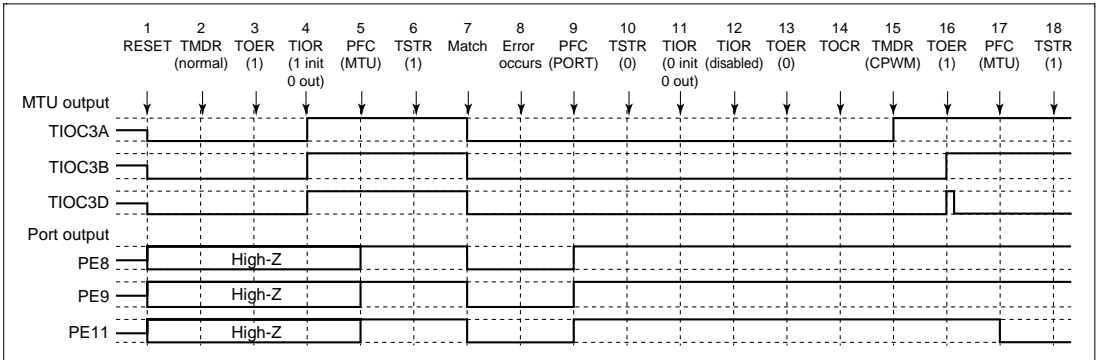 1 2 3 4 5 6 7 8 9 10 11 12 13 14 15 16 17 18
RESET TMDR TOER TIOR PFC TSTR Match Error PFC TSTR TIOR TIOR TOER TOCR TMDR TOER PFC TSTR
(normal) (1) (1 init (MTU) (1) occurs (PORT) (0) (0 init (disabled) (0) (CPWM) (1) (MTU) (1)
0 out) 0 out)
MTU output
TIOC3A
TIOC3B
TIOC3D
Port output
PE8 High-Z
PE9 High-Z
PE11 High-Z